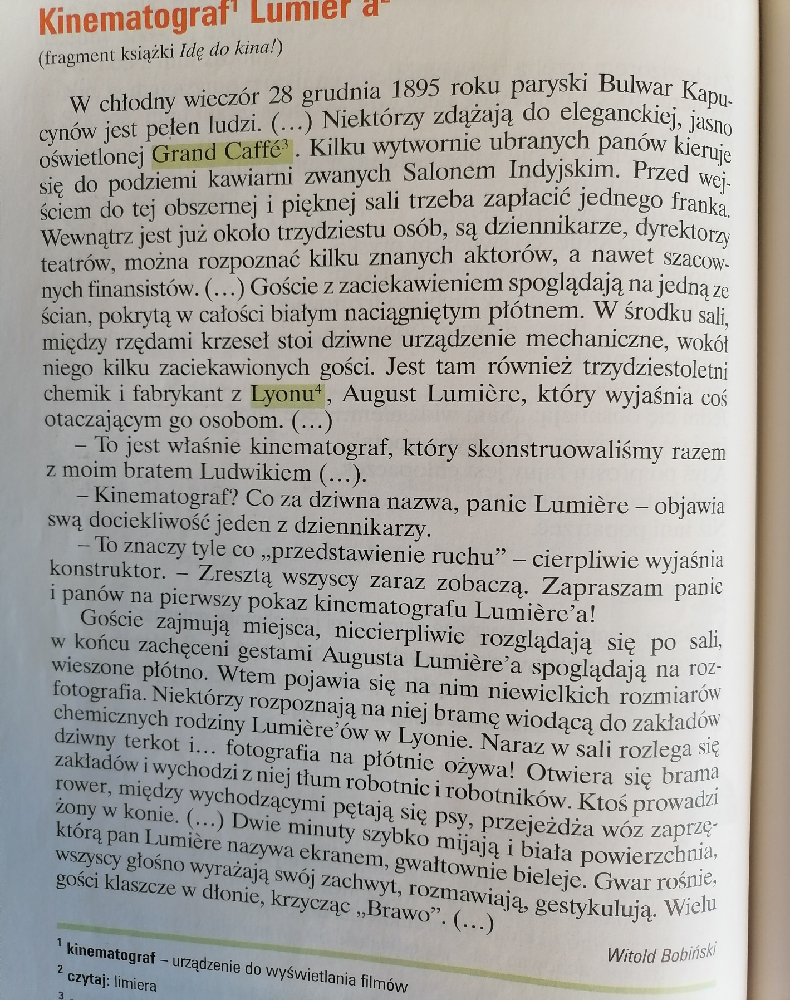 Kinematograf¹ Lumièr'a²
(fragment książki Idę do kina!)
W chłodny wieczór 28 grudnia 1895 roku paryski Bulwar Kapu-
cynów jest pełen ludzi. (…) Niektórzy zdążają do eleganckiej, jasno
oświetlonej Grand Caffé³. Kilku wytwornie ubranych panów kieruje
się do podziemi kawiarni zwanych Salonem Indyjskim. Przed wej-
ściem do tej obszernej i pięknej sali trzeba zapłacić jednego franka.
Wewnątrz jest już około trzydziestu osób, są dziennikarze, dyrektorzy
teatrów, można rozpoznać kilku znanych aktorów, a nawet szacow-
nych finansistów. (…) Goście z zaciekawieniem spoglądają na jedną ze
ścian, pokrytą w całości białym naciągniętym płótnem. W środku sali,
między rzędami krzeseł stoi dziwne urządzenie mechaniczne, wokół
niego kilku zaciekawionych gości. Jest tam również trzydziestoletni
chemik i fabrykant z Lyonu⁴, August Lumière, który wyjaśnia coś
otaczającym go osobom. (…)
– To jest właśnie kinematograf, który skonstruowaliśmy razem
z moim bratem Ludwikiem (…).
– Kinematograf? Co za dziwna nazwa, panie Lumière – objawia
swą dociekliwość jeden z dziennikarzy.
– To znaczy tyle co „przedstawienie ruchu” – cierpliwie wyjaśnia
konstruktor. – Zresztą wszyscy zaraz zobaczą. Zapraszam panie
i panów na pierwszy pokaz kinematografu Lumière’a!
Goście zajmują miejsca, niecierpliwie rozglądają się po sali,
w końcu zachęceni gestami Augusta Lumière’a spoglądają na roz-
wieszone płótno. Wtem pojawia się na nim niewielkich rozmiarów
fotografia. Niektórzy rozpoznają na niej bramę wiodącą do zakładów
chemicznych rodziny Lumière’ów w Lyonie. Naraz w sali rozlega się
dziwny terkot i… fotografia na płótnie ożywa! Otwiera się brama
zakładów i wychodzi z niej tłum robotnic i robotników. Ktoś prowadzi
rower, między wychodzącymi pętają się psy, przejeżdża wóz zaprzę-
żony w konie. (…) Dwie minuty szybko mijają i biała powierzchnia,
którą pan Lumière nazywa ekranem, gwałtownie bieleje. Gwar rośnie,
wszyscy głośno wyrażają swój zachwyt, rozmawiają, gestykulują. Wielu
gości klaszcze w dłonie, krzycząc „Brawo”. (…)
Witold Bobiński
¹ kinematograf – urządzenie do wyświetlania filmów
² czytaj: limiera
³